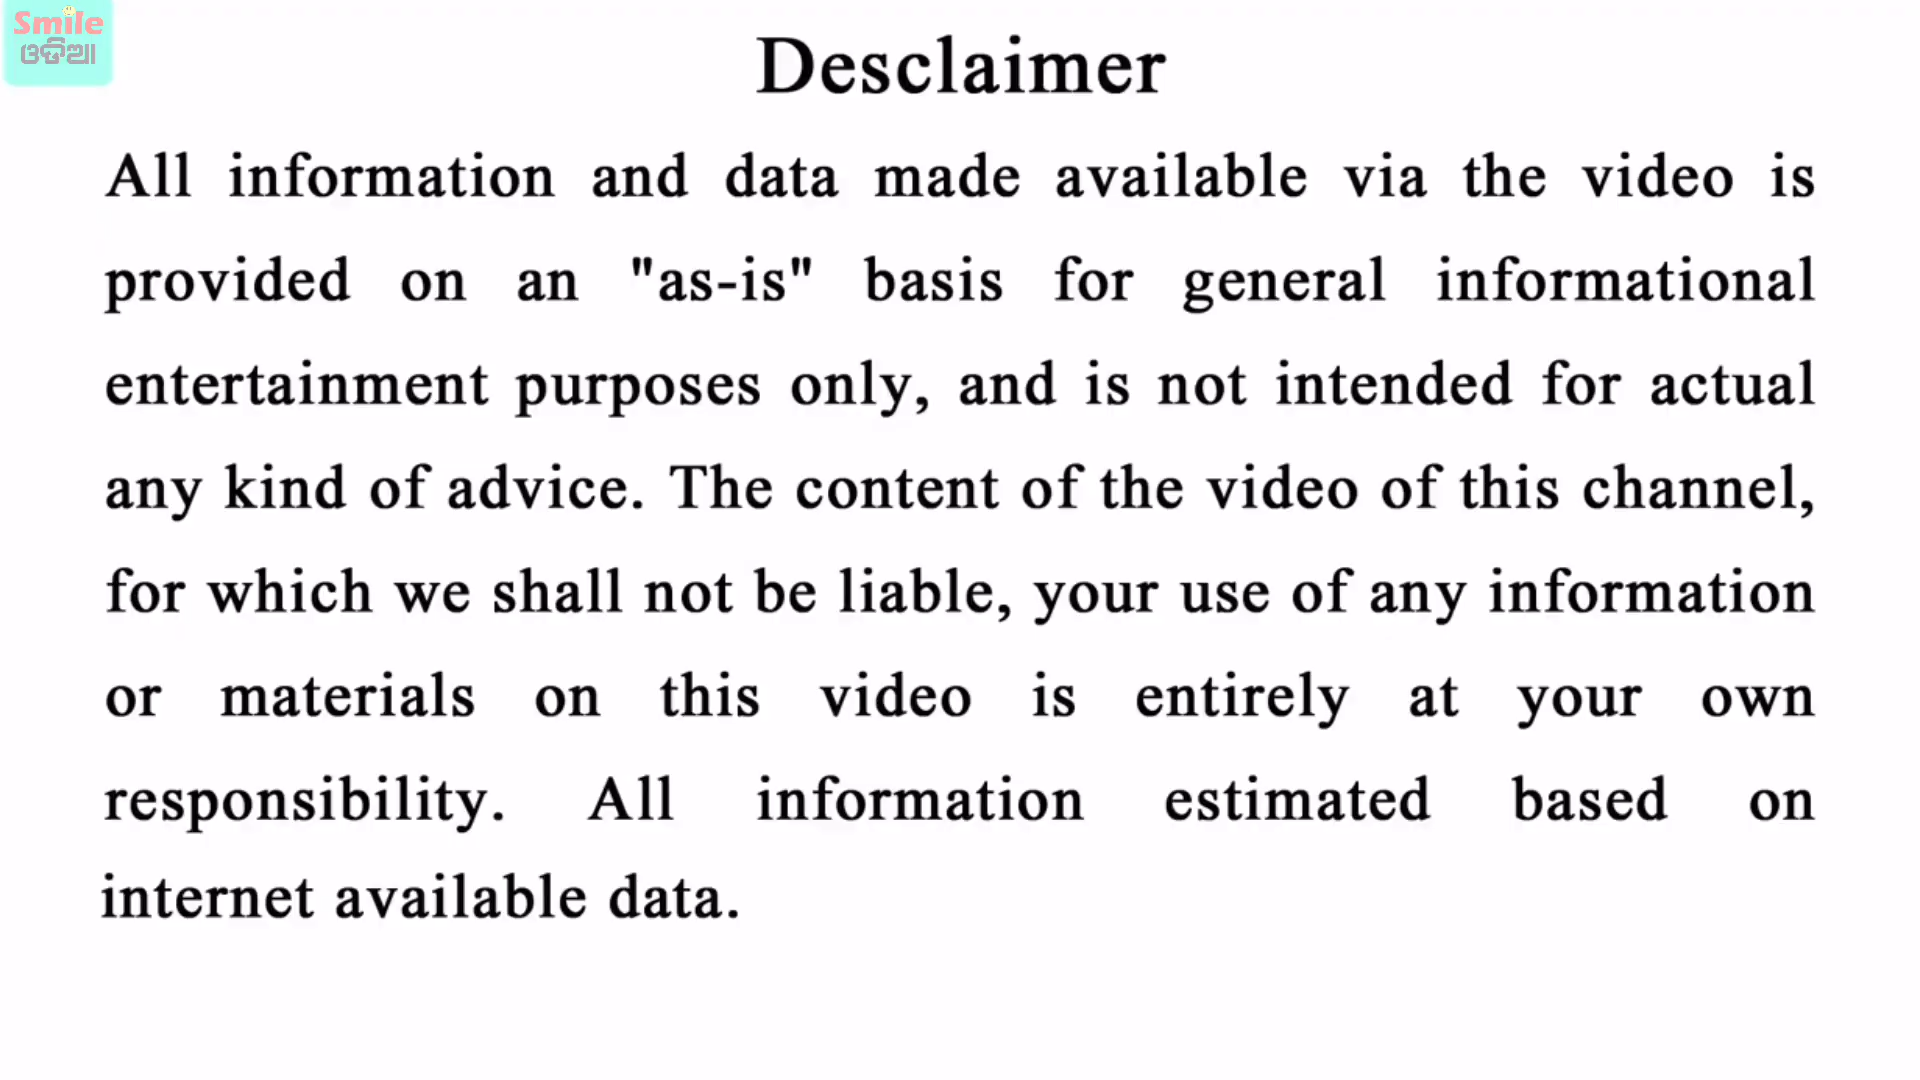 Smile
ଓଡିଆ
Desclaimer
All information and data made available via the video is
provided on an "as-is" basis for general informational
entertainment purposes only, and is not intended for actual
any kind of advice. The content of the video of this channel,
for which we shall not be liable, your use of any information
or materials on this video is entirely at your own
responsibility. All information estimated based on
internet available data.